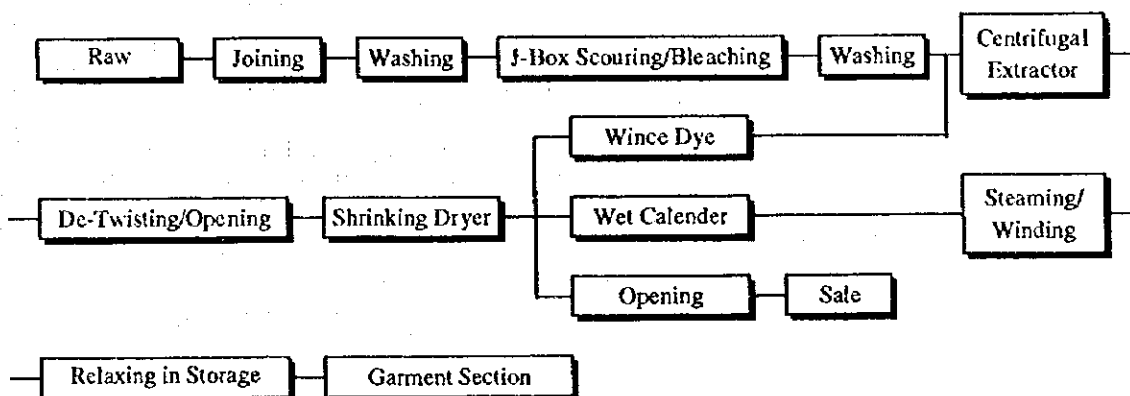 Raw
Joining
Washing
J-Box Scouring/Bleaching
Washing
Centrifugal
Extractor
Wince Dye
De-Twisting/Opening
Shrinking Dryer
Wet Calender
Steaming/
Winding
Opening
Sale
Relaxing in Storage
Garment Section